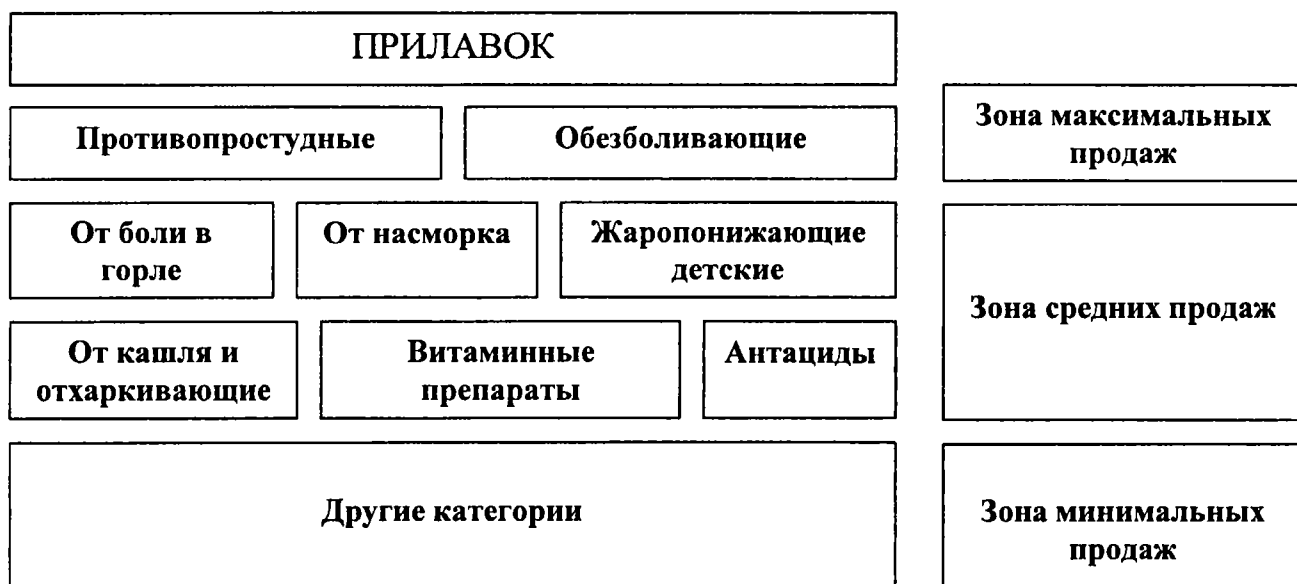 ПРИЛАВОК
Противопростудные
Обезболивающие
Зона максимальных
продаж
От боли в
горле
От насморка
Жаропонижающие
детские
Зона средних продаж
От кашля и
отхаркивающие
Витаминные
препараты
Антациды
Другие категории
Зона минимальных
продаж